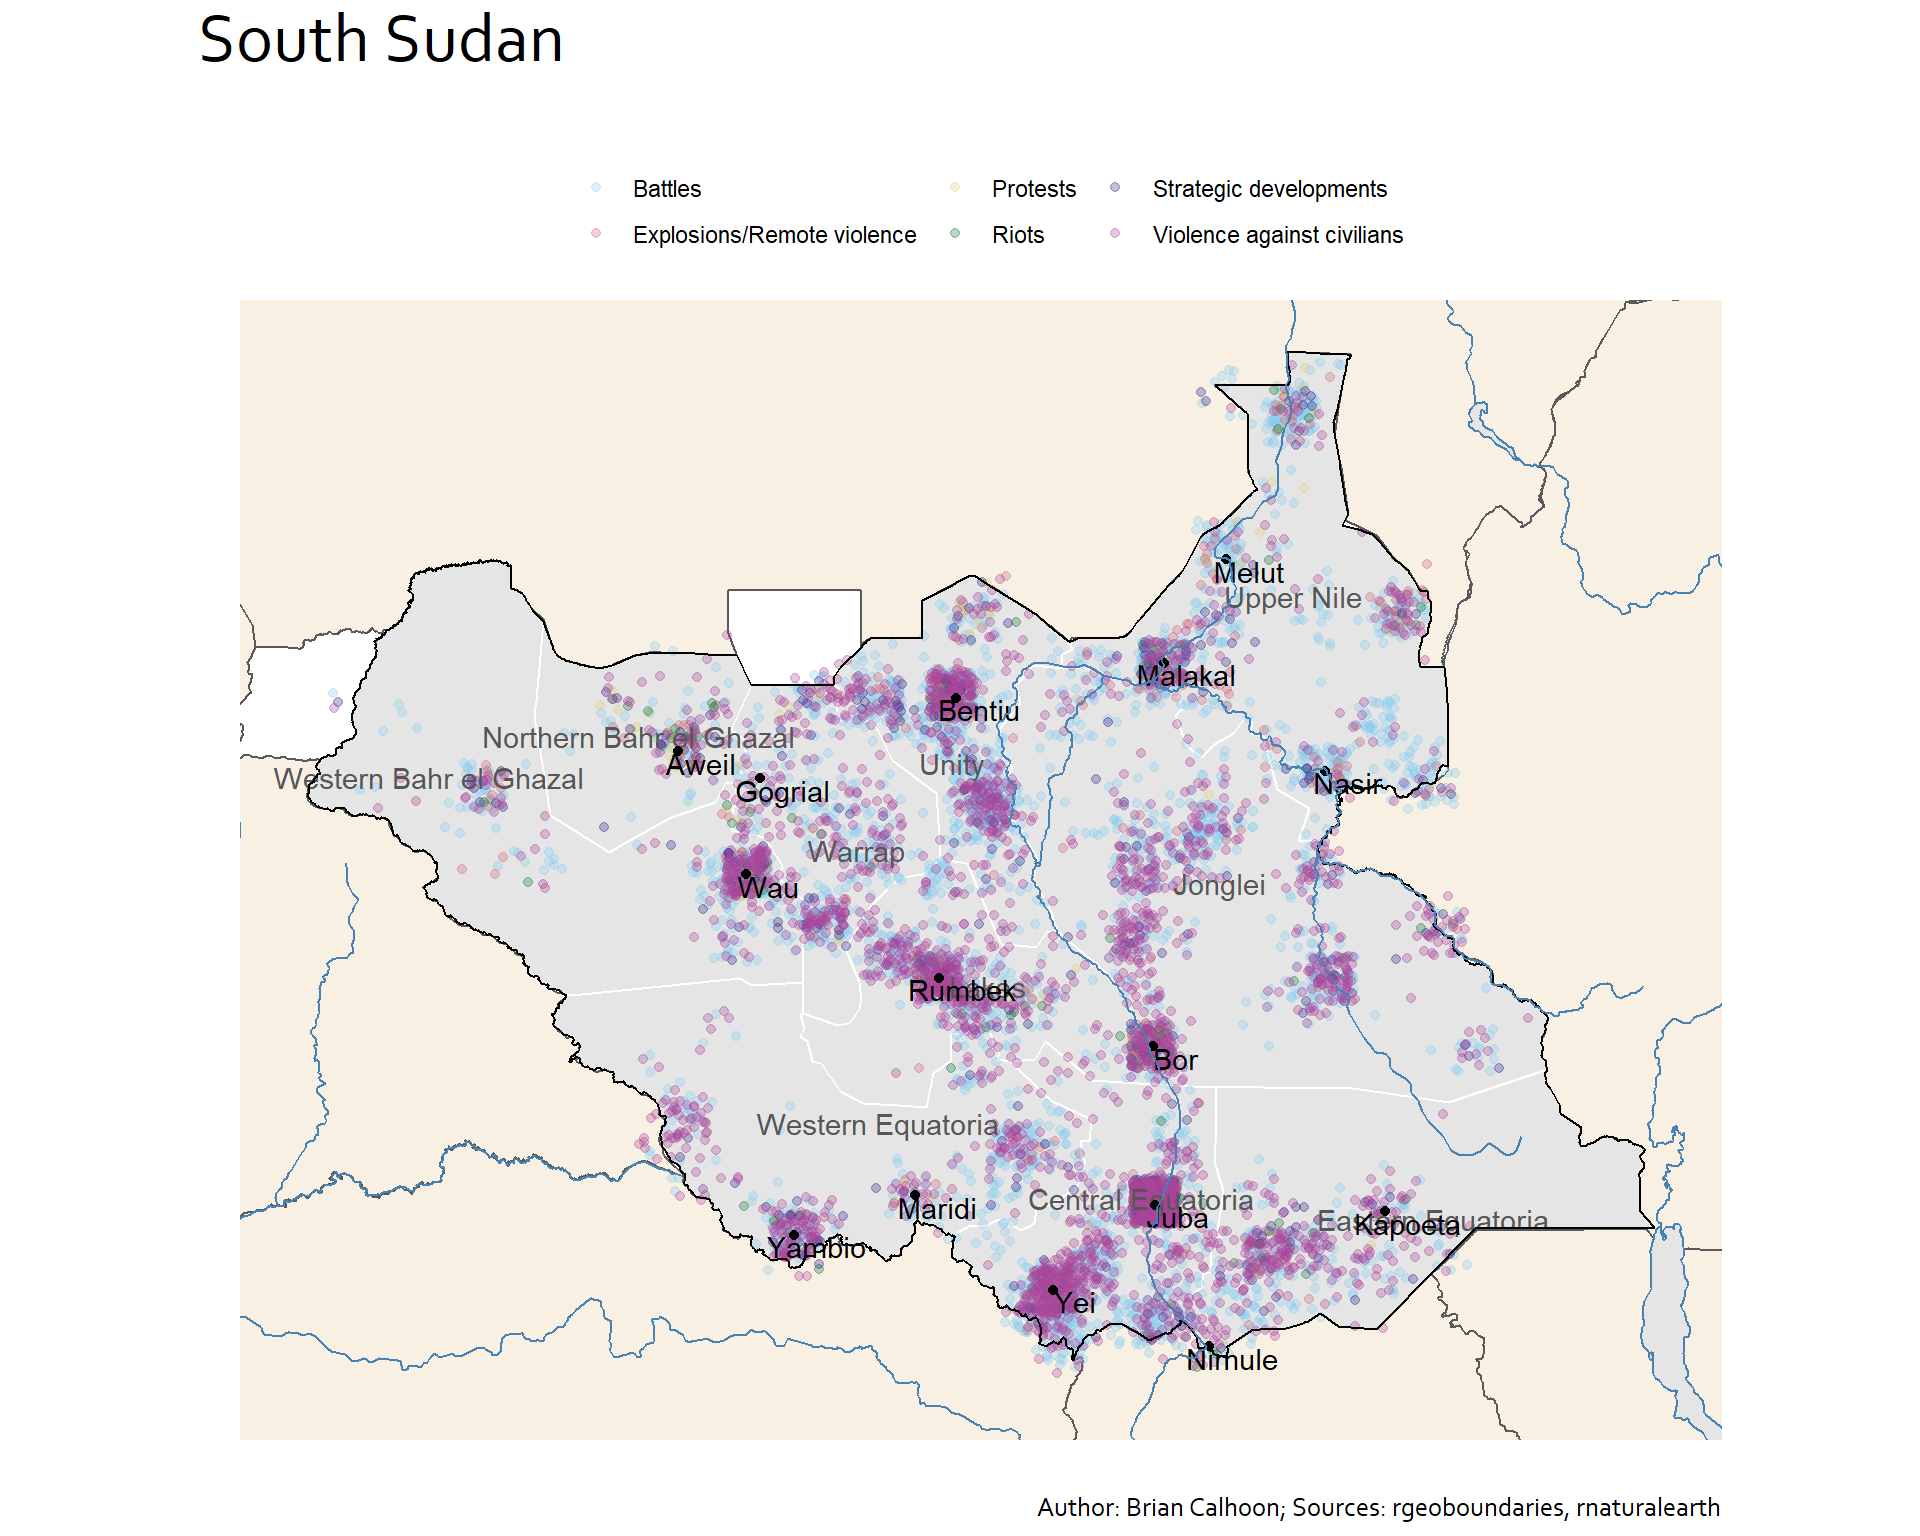 South Sudan
Battles
Protests
Strategic developments
Explosions/Remote violence
Riots
Violence against civilians
Melut
Upper Nile
Malakal
Bentiu
Northern Bahr el Ghazal
Aweil
Unity
Western Bahr el Ghazal
Gogrial
Nasir
Warrap
Wau
Jonglei
Rumbek
Lakes
Bor
Western Equatoria
Maridi
Central Equatoria
Juba
Eastern Equatoria
Kapoeta
Yambio
Yei
Nimule
Author: Brian Calhoon; Sources: rgeoboundaries, rnaturalearth